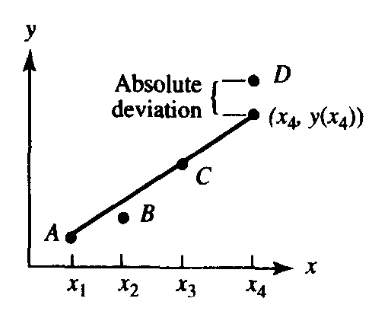 y
Absolute
deviation
D
(x₄, y(x₄))
C
B
A
x
x₁ x₂ x₃ x₄